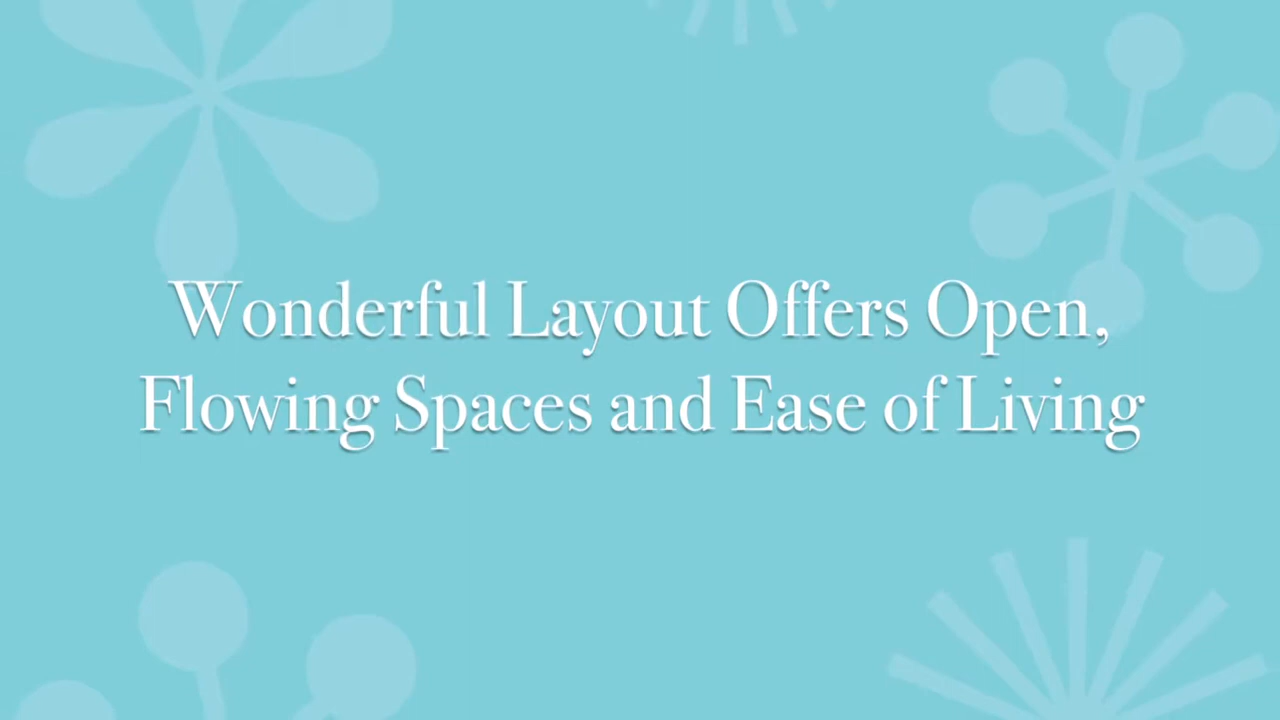 Wonderful Layout Offers Open,
Flowing Spaces and Ease of Living